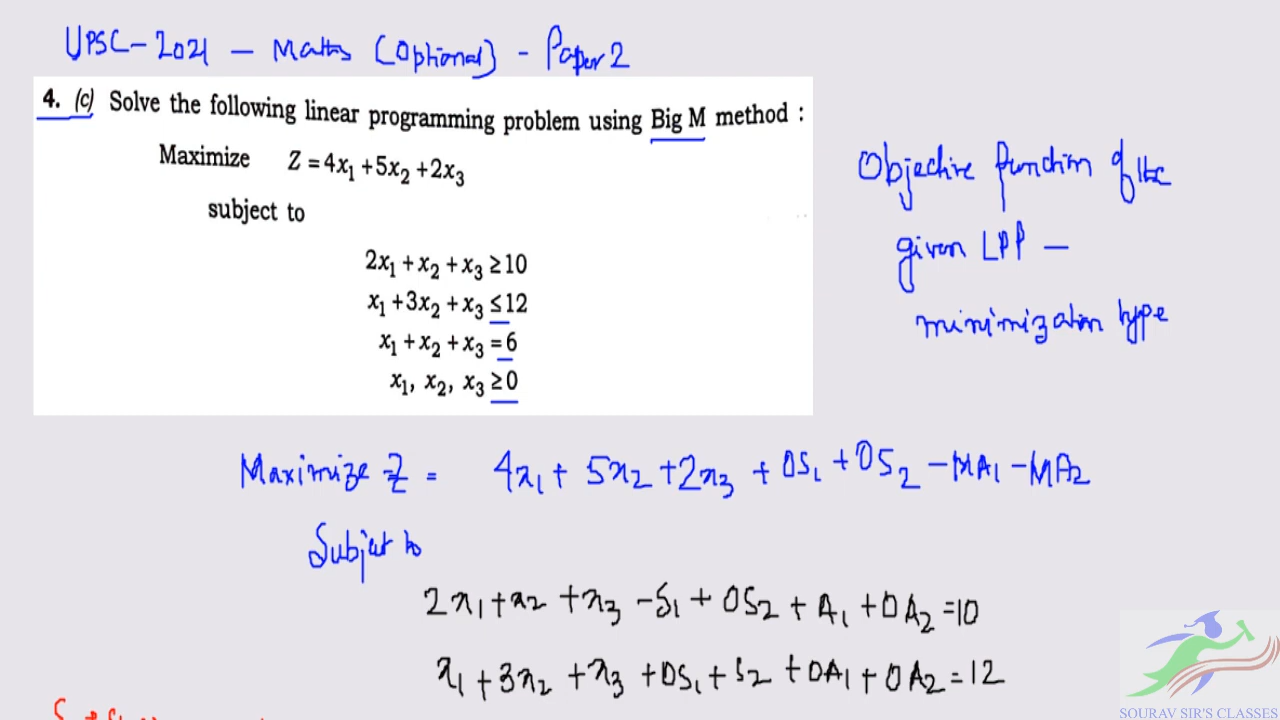 UPSC-2021 - Maths (Optional) - Paper 2
4. (c) Solve the following linear programming problem using Big M method :
Maximize Z = 4x₁ + 5x₂ + 2x₃
subject to
2x₁ + x₂ + x₃ ≥ 10
x₁ + 3x₂ + x₃ ≤ 12
x₁ + x₂ + x₃ = 6
x₁, x₂, x₃ ≥ 0
Objective function of the
given LPP -
minimization type
Maximize Z = 4x₁ + 5x₂ + 2x₃ + 0S₁ + 0S₂ - MA₁ - MA₂
Subject to
2x₁ + x₂ + x₃ - S₁ + 0S₂ + A₁ + 0A₂ = 10
x₁ + 3x₂ + x₃ + 0S₁ + S₂ + 0A₁ + 0A₂ = 12
SOURAV SIR'S CLASSES